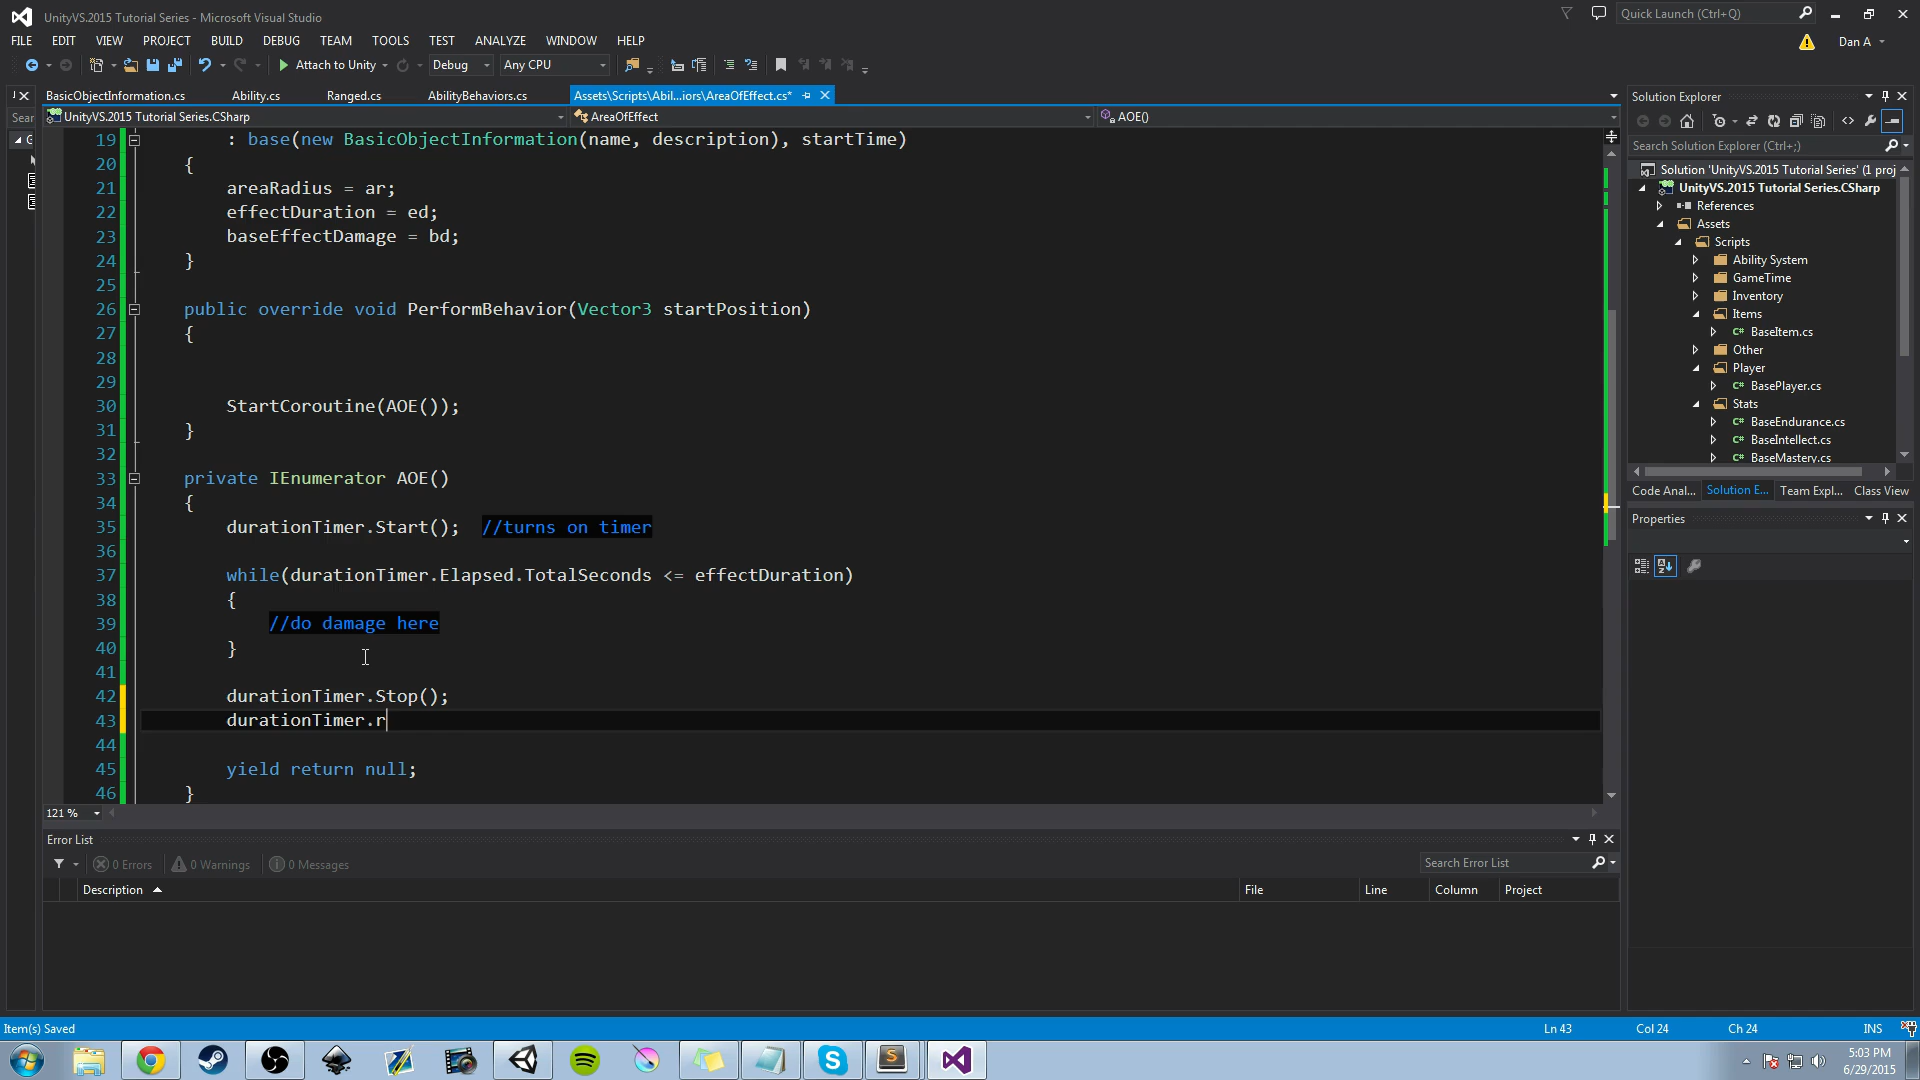 UnityVS.2015 Tutorial Series - Microsoft Visual Studio
Quick Launch (Ctrl+Q)
FILE EDIT VIEW PROJECT BUILD DEBUG TEAM TOOLS TEST ANALYZE WINDOW HELP
Dan A
Attach to Unity Debug Any CPU
BasicObjectInformation.cs Ability.cs Ranged.cs AbilityBehaviors.cs Assets\Scripts\Abil...iors\AreaOfEffect.cs*
UnityVS.2015 Tutorial Series.CSharp AreaOfEffect AOE()
19 : base(new BasicObjectInformation(name, description), startTime)
20 {
21 areaRadius = ar;
22 effectDuration = ed;
23 baseEffectDamage = bd;
24 }
25
26 public override void PerformBehavior(Vector3 startPosition)
27 {
28
29
30 StartCoroutine(AOE());
31 }
32
33 private IEnumerator AOE()
34 {
35 durationTimer.Start(); //turns on timer
36
37 while(durationTimer.Elapsed.TotalSeconds <= effectDuration)
38 {
39 //do damage here
40 }
41
42 durationTimer.Stop();
43 durationTimer.r
44
45 yield return null;
46 }
121 %
Error List
0 Errors 0 Warnings 0 Messages
Search Error List
Description File Line Column Project
Solution Explorer
Search Solution Explorer (Ctrl+;)
Solution 'UnityVS.2015 Tutorial Series' (1 proj
UnityVS.2015 Tutorial Series.CSharp
References
Assets
Scripts
Ability System
GameTime
Inventory
Items
C# BaseItem.cs
Other
Player
C# BasePlayer.cs
Stats
C# BaseEndurance.cs
C# BaseIntellect.cs
C# BaseMastery.cs
Code Anal... Solution E... Team Expl... Class View
Properties
Item(s) Saved Ln 43 Col 24 Ch 24 INS
5:03 PM
6/29/2015